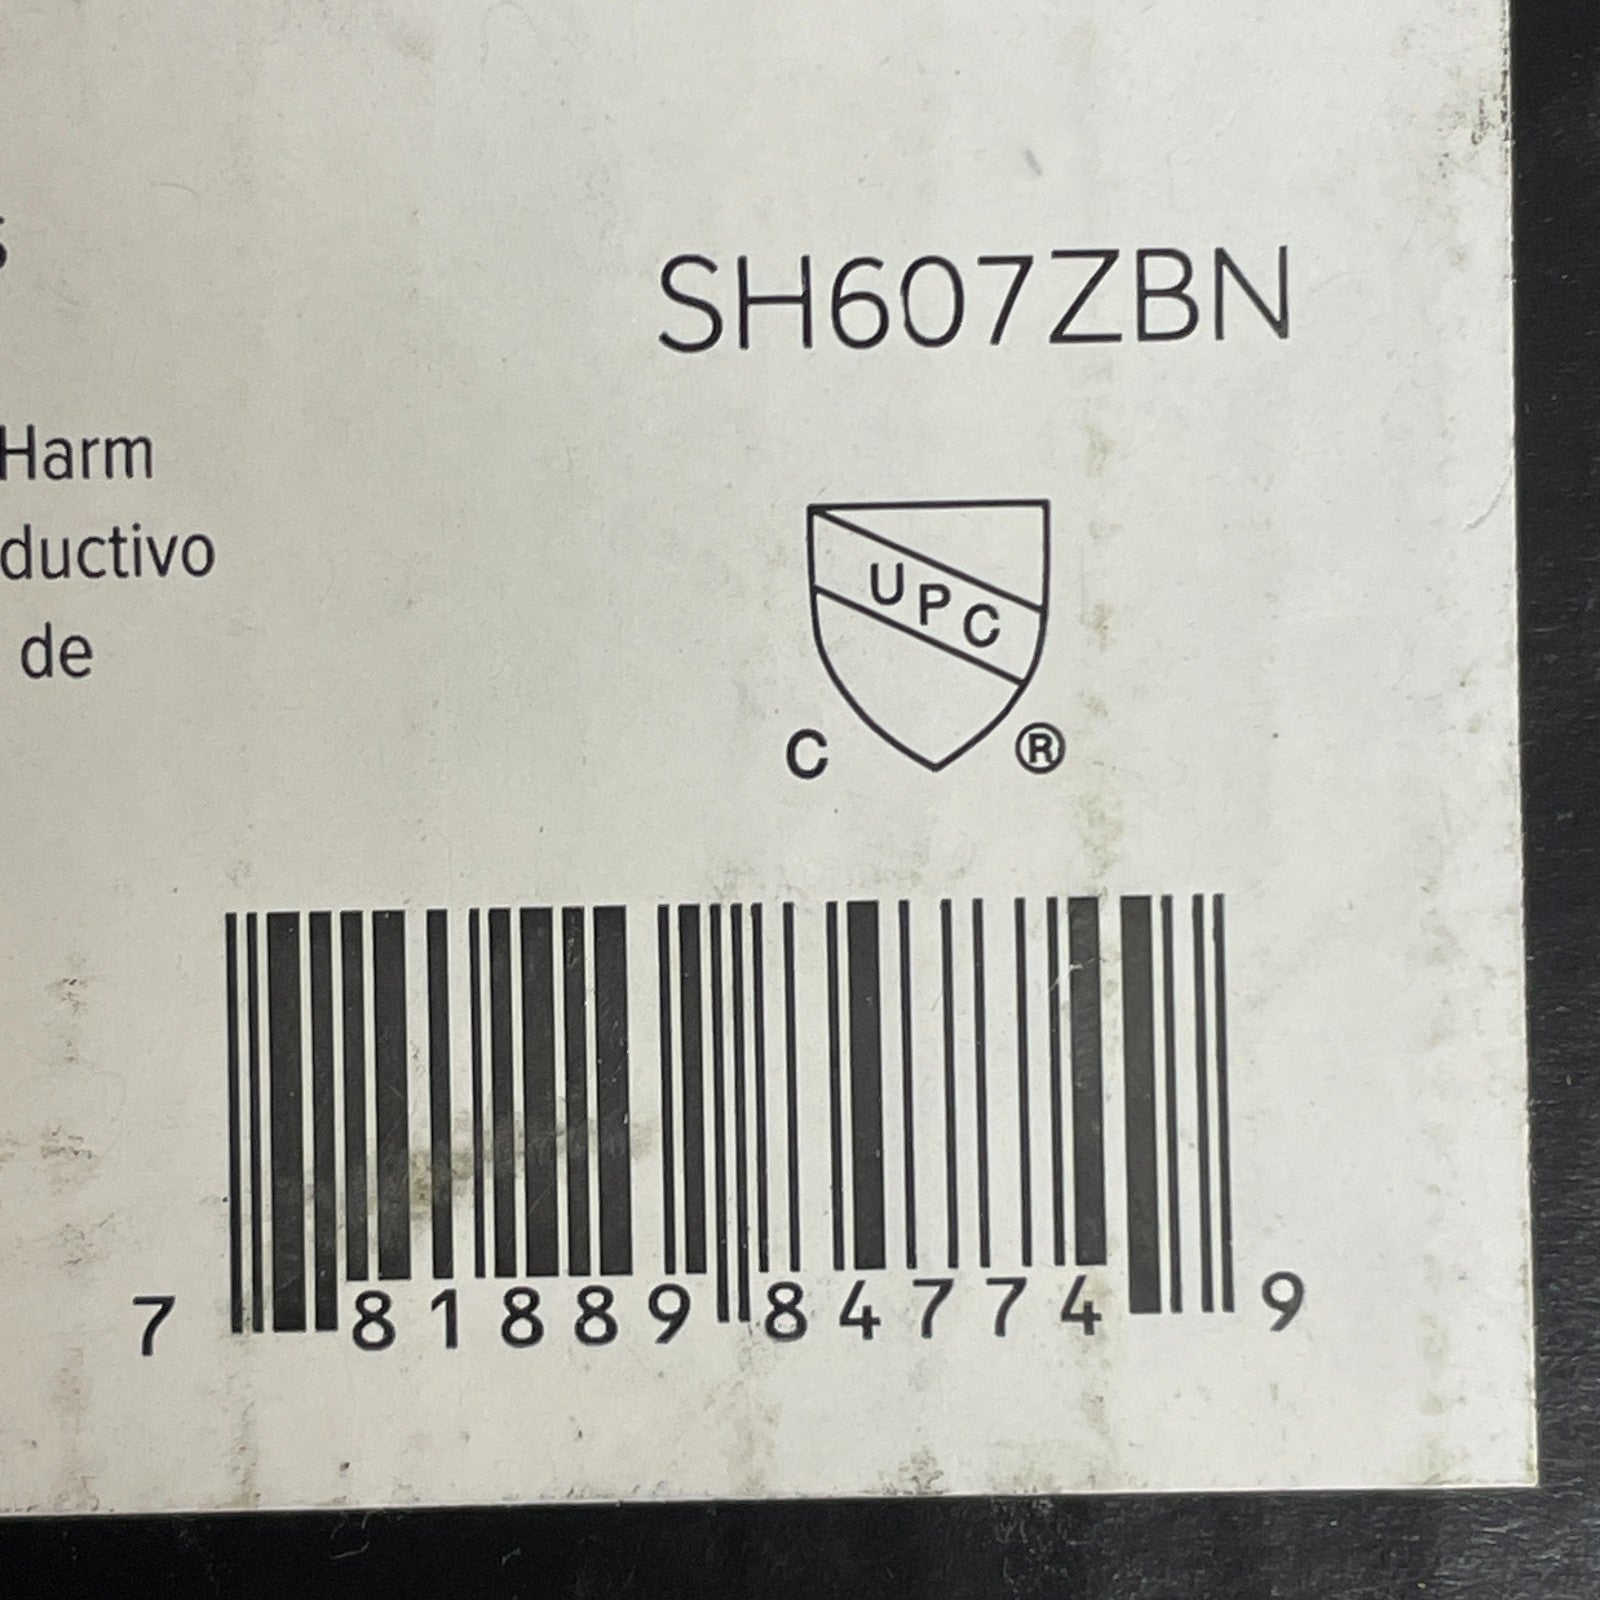 SH607ZBN
Harm
ductivo
de
UPC
C ®
7 81889 84774 9